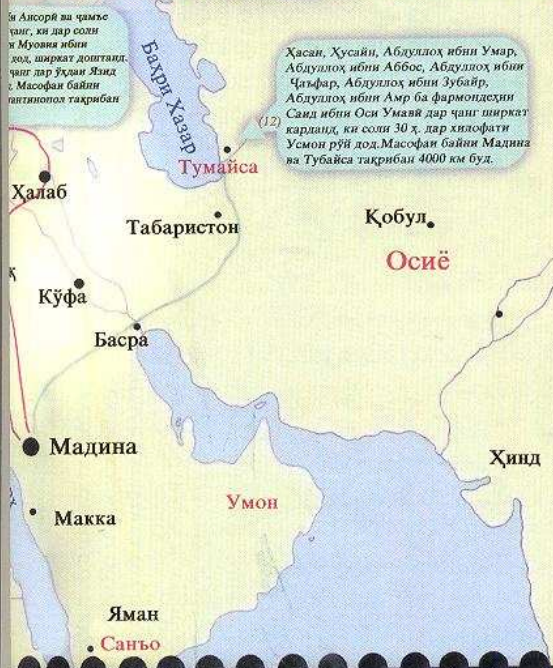 н Ансорӣ ва ҷамъе
ҷанг, ки дар соли
и Муовия ибни
дод, ширкат доштанд.
ҷанг дар ӯҳдаи Язид
Масофаи байни
антинопол тақрибан
Баҳри Ҳазар
Ҳасан, Ҳусайн, Абдуллоҳ ибни Умар,
Абдуллоҳ ибни Аббос, Абдуллоҳ ибни
Ҷаъфар, Абдуллоҳ ибни Зубайр,
Абдуллоҳ ибни Амр ба фармондеҳии
Саид ибни Оси Умавӣ дар ҷанг ширкат
карданд, ки соли 30 ҳ. дар хилофати
Усмон рӯй дод.Масофаи байни Мадина
ва Тубайса тақрибан 4000 км буд.
(12)
Тумайса
Ҳалаб
Табаристон
Қобул
Осиё
Кӯфа
Басра
Мадина
Ҳинд
Умон
Макка
Яман
Санъо